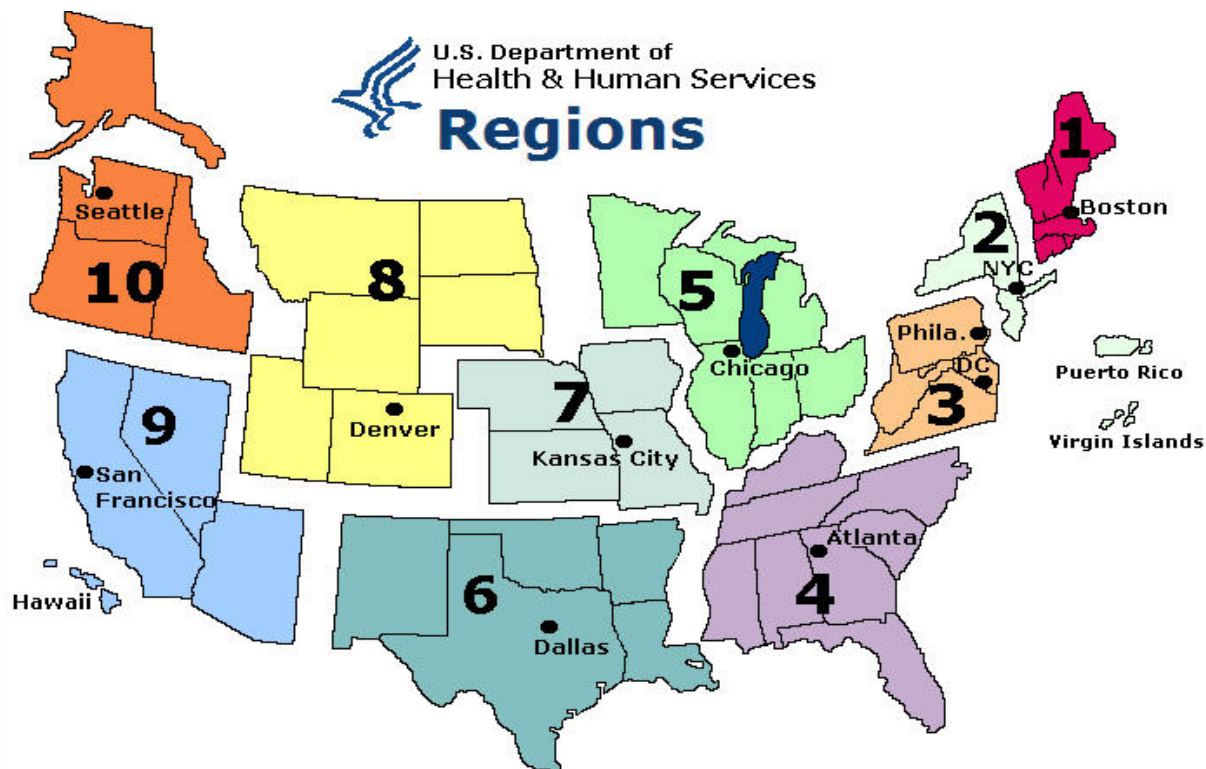 U.S. Department of
Health & Human Services
Regions
1
Boston
Seattle
2
10
8
5
NYC
Phila.
Chicago
DC
Puerto Rico
3
7
9
Denver
Virgin Islands
Kansas City
San
Francisco
Atlanta
6
4
Hawaii
Dallas